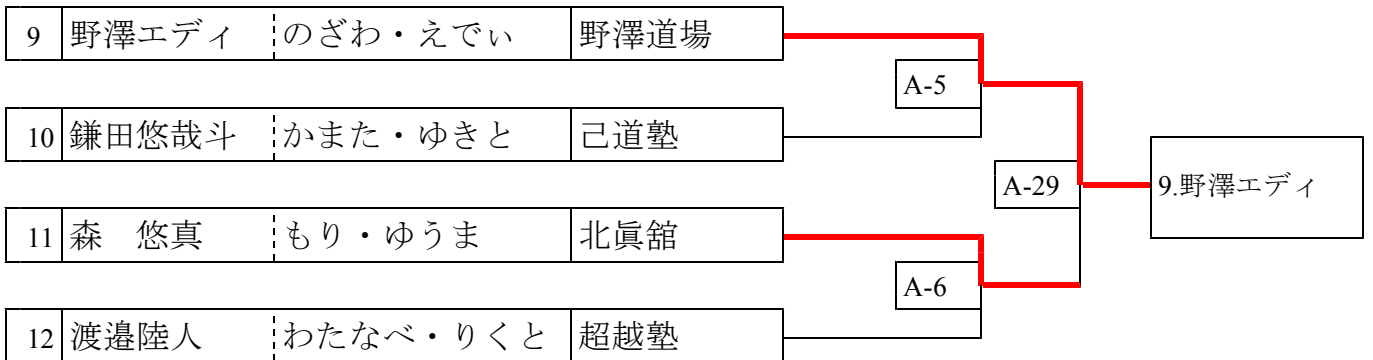 9 野澤エディ のざわ・えでぃ 野澤道場
A-5
10 鎌田悠哉斗 かまた・ゆきと 己道塾
A-29
9.野澤エディ
11 森　悠真 もり・ゆうま 北眞舘
A-6
12 渡邉陸人 わたなべ・りくと 超越塾